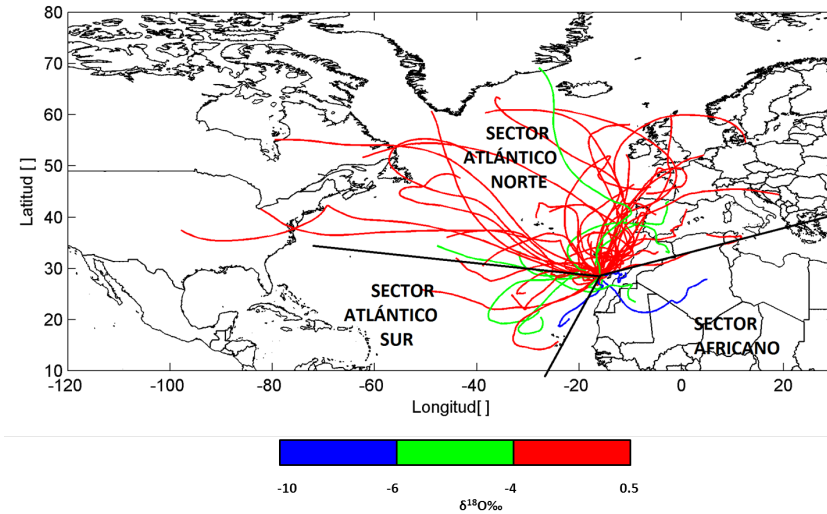 80
70
60
50
40
30
20
10
Latitud [ ]
SECTOR
ATLÁNTICO
NORTE
SECTOR
ATLÁNTICO
SUR
SECTOR
AFRICANO
-120
-100
-80
-60
-40
-20
0
20
Longitud[ ]
-10
-6
-4
0.5
δ¹⁸O‰